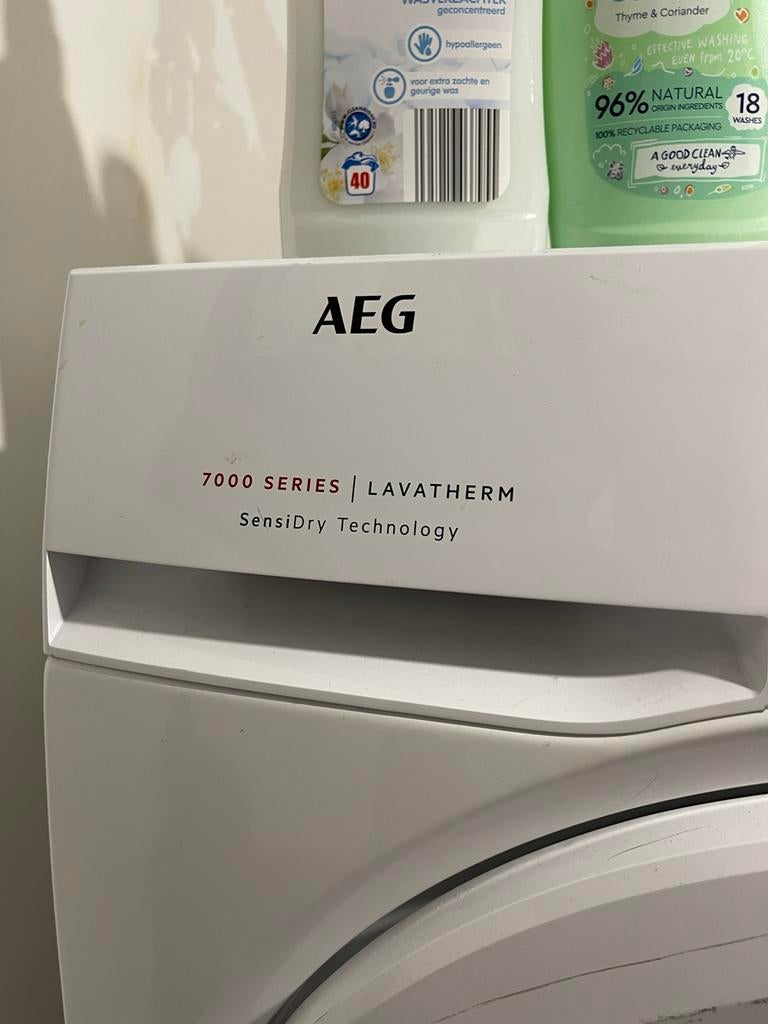 WASVERZACHTER
geconcentreerd
hypoallergeen
voor extra zachte en
geurige was
40
Thyme & Coriander
EFFECTIVE WASHING
EVEN from 20°C
96% NATURAL
ORIGIN INGREDIENTS
18
WASHES
100% RECYCLABLE PACKAGING
A GOOD CLEAN
everyday
AEG
7000 SERIES | LAVATHERM
SensiDry Technology